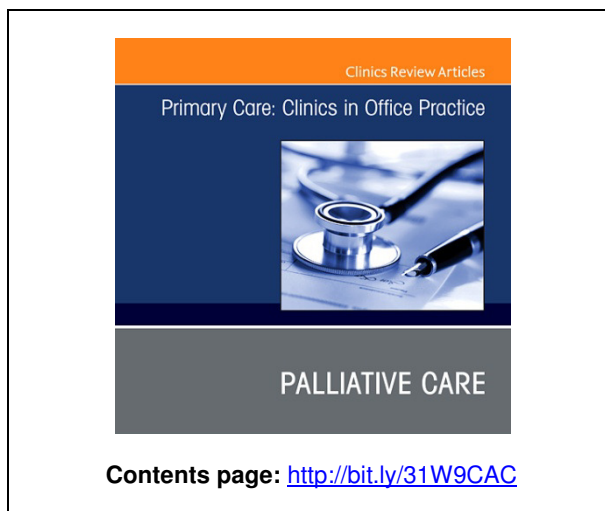 Clinics Review Articles
Primary Care: Clinics in Office Practice
PALLIATIVE CARE
Contents page: http://bit.ly/31W9CAC